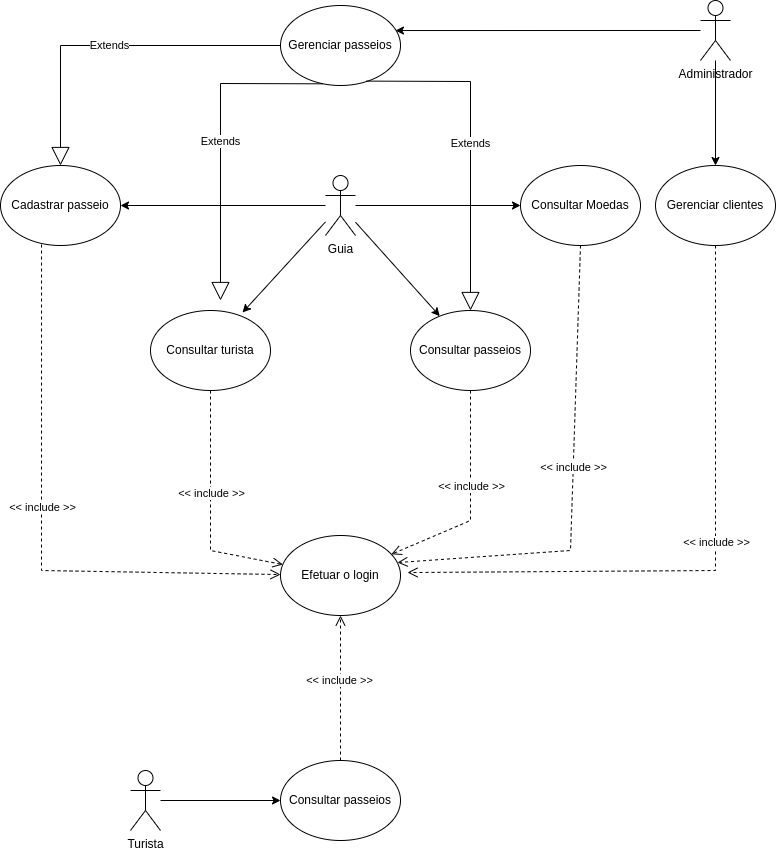 Gerenciar passeios
Administrador
Extends
Extends
Extends
Cadastrar passeio
Guia
Consultar Moedas
Gerenciar clientes
Consultar turista
Consultar passeios
<< include >>
<< include >>
<< include >>
<< include >>
<< include >>
Efetuar o login
<< include >>
Turista
Consultar passeios